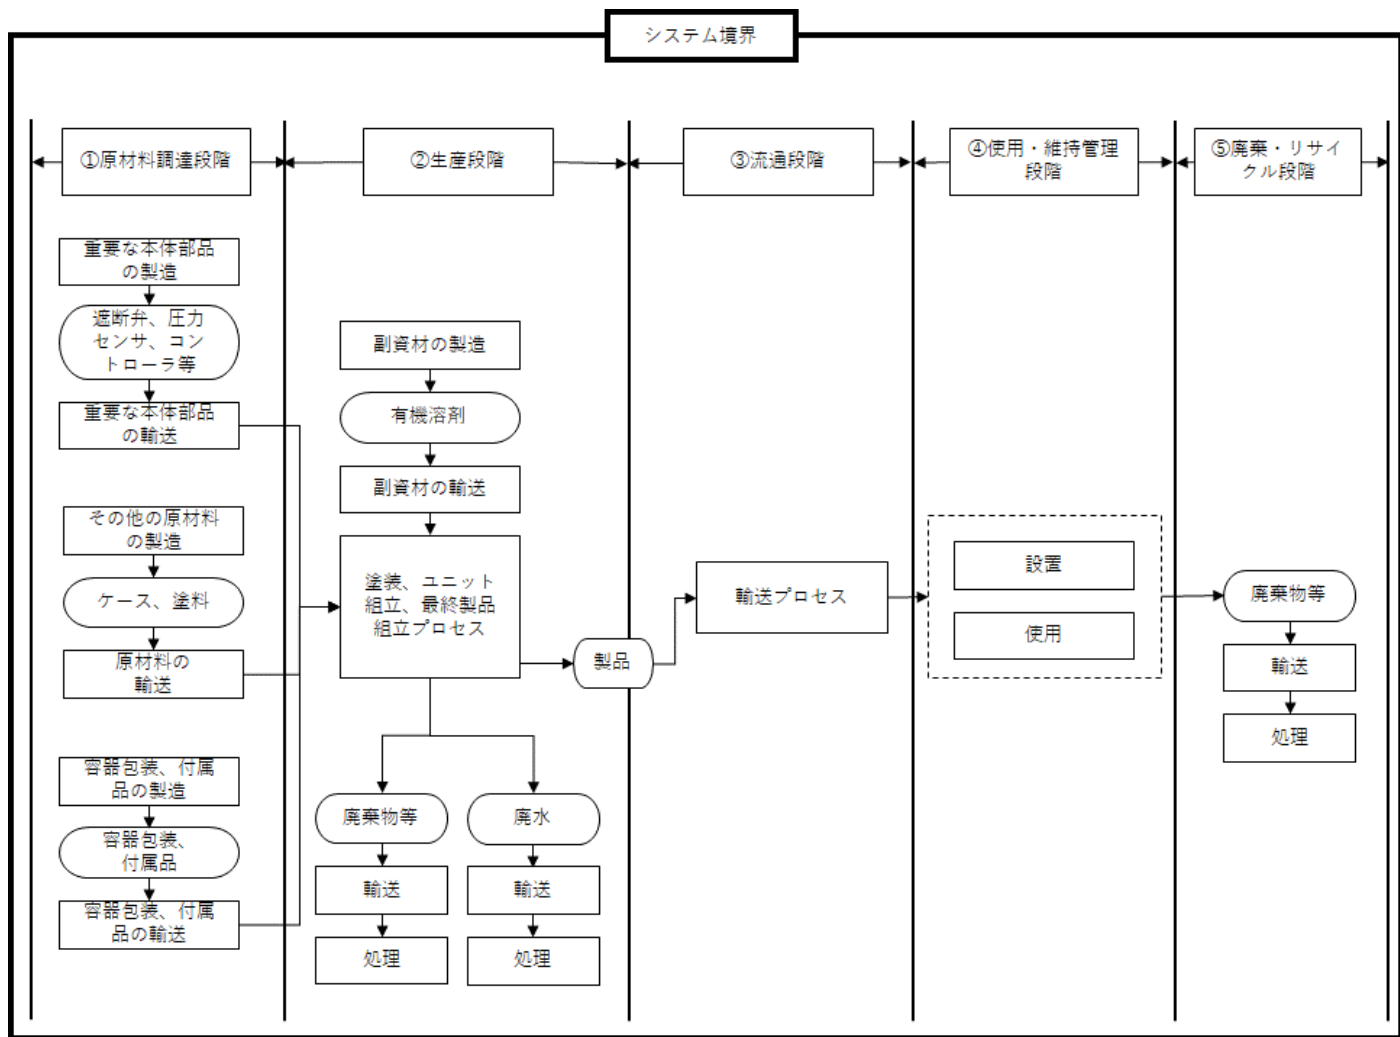 システム境界
①原材料調達段階
②生産段階
③流通段階
④使用・維持管理
段階
⑤廃棄・リサイ
クル段階
重要な本体部品
の製造
遮断弁、圧力
センサ、コン
トローラ等
重要な本体部品
の輸送
その他の原材料
の製造
ケース、塗料
原材料の
輸送
容器包装、付属
品の製造
容器包装、
付属品
容器包装、付属
品の輸送
副資材の製造
有機溶剤
副資材の輸送
塗装、ユニット
組立、最終製品
組立プロセス
製品
廃棄物等
輸送
処理
廃水
輸送
処理
輸送プロセス
設置
使用
廃棄物等
輸送
処理